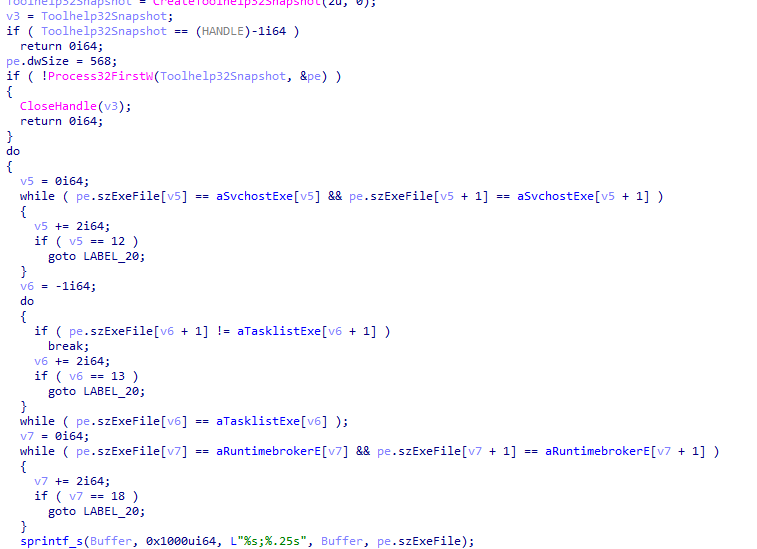 Toolhelp32Snapshot = CreateToolhelp32Snapshot(2u, 0);
v3 = Toolhelp32Snapshot;
if ( Toolhelp32Snapshot == (HANDLE)-1i64 )
  return 0i64;
pe.dwSize = 568;
if ( !Process32FirstW(Toolhelp32Snapshot, &pe) )
{
  CloseHandle(v3);
  return 0i64;
}
do
{
  v5 = 0i64;
  while ( pe.szExeFile[v5] == aSvchostExe[v5] && pe.szExeFile[v5 + 1] == aSvchostExe[v5 + 1] )
  {
    v5 += 2i64;
    if ( v5 == 12 )
      goto LABEL_20;
  }
  v6 = -1i64;
  do
  {
    if ( pe.szExeFile[v6 + 1] != aTasklistExe[v6 + 1] )
      break;
    v6 += 2i64;
    if ( v6 == 13 )
      goto LABEL_20;
  }
  while ( pe.szExeFile[v6] == aTasklistExe[v6] );
  v7 = 0i64;
  while ( pe.szExeFile[v7] == aRuntimebrokerE[v7] && pe.szExeFile[v7 + 1] == aRuntimebrokerE[v7 + 1] )
  {
    v7 += 2i64;
    if ( v7 == 18 )
      goto LABEL_20;
  }
  sprintf_s(Buffer, 0x1000ui64, L"%s;%.25s", Buffer, pe.szExeFile);